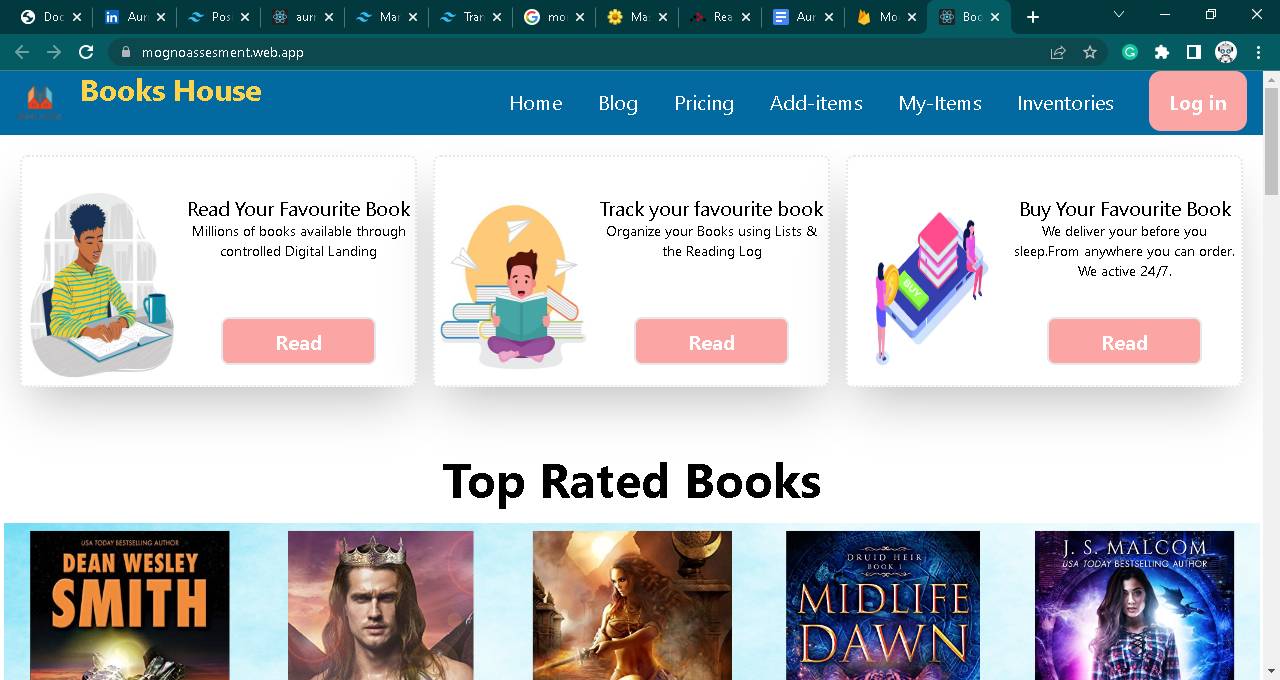 Doc
Aur
Pos
aur
Mar
Tran
mo
Ma
Rea
Aur
Mo
Boo
mognoassesment.web.app
Books House
Home
Blog
Pricing
Add-items
My-Items
Inventories
Log in
Read Your Favourite Book
Millions of books available through
controlled Digital Landing
Read
Track your favourite book
Organize your Books using Lists &
the Reading Log
Read
Buy Your Favourite Book
We deliver your before you
sleep.From anywhere you can order.
We active 24/7.
BUY
Read
Top Rated Books
USA TODAY BESTSELLING AUTHOR
DEAN WESLEY
SMITH
DRUID HEIR
BOOK 1
MIDLIFE
DAWN
J. S. MALCOM
USA TODAY BESTSELLING AUTHOR